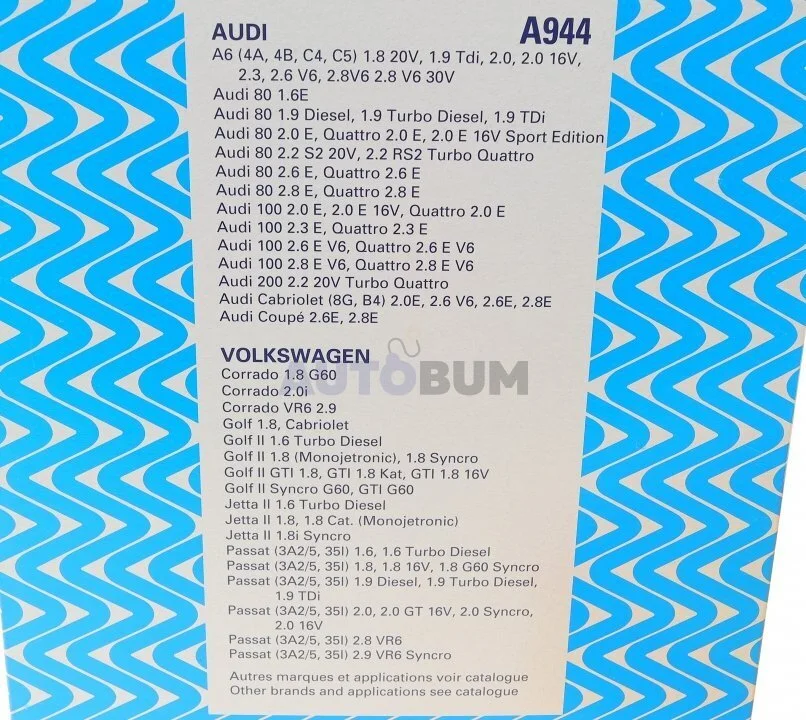 AUDI A944
A6 (4A, 4B, C4, C5) 1.8 20V, 1.9 Tdi, 2.0, 2.0 16V,
2.3, 2.6 V6, 2.8V6 2.8 V6 30V
Audi 80 1.6E
Audi 80 1.9 Diesel, 1.9 Turbo Diesel, 1.9 TDi
Audi 80 2.0 E, Quattro 2.0 E, 2.0 E 16V Sport Edition
Audi 80 2.2 S2 20V, 2.2 RS2 Turbo Quattro
Audi 80 2.6 E, Quattro 2.6 E
Audi 80 2.8 E, Quattro 2.8 E
Audi 100 2.0 E, 2.0 E 16V, Quattro 2.0 E
Audi 100 2.3 E, Quattro 2.3 E
Audi 100 2.6 E V6, Quattro 2.6 E V6
Audi 100 2.8 E V6, Quattro 2.8 E V6
Audi 200 2.2 20V Turbo Quattro
Audi Cabriolet (8G, B4) 2.0E, 2.6 V6, 2.6E, 2.8E
Audi Coupé 2.6E, 2.8E
VOLKSWAGEN
AUTOBUM
Corrado 1.8 G60
Corrado 2.0i
Corrado VR6 2.9
Golf 1.8, Cabriolet
Golf II 1.6 Turbo Diesel
Golf II 1.8 (Monojetronic), 1.8 Syncro
Golf II GTI 1.8, GTI 1.8 Kat, GTI 1.8 16V
Golf II Syncro G60, GTI G60
Jetta II 1.6 Turbo Diesel
Jetta II 1.8, 1.8 Cat. (Monojetronic)
Jetta II 1.8i Syncro
Passat (3A2/5, 35I) 1.6, 1.6 Turbo Diesel
Passat (3A2/5, 35I) 1.8, 1.8 16V, 1.8 G60 Syncro
Passat (3A2/5, 35I) 1.9 Diesel, 1.9 Turbo Diesel,
1.9 TDi
Passat (3A2/5, 35I) 2.0, 2.0 GT 16V, 2.0 Syncro,
2.0 16V
Passat (3A2/5, 35I) 2.8 VR6
Passat (3A2/5, 35I) 2.9 VR6 Syncro
Autres marques et applications voir catalogue
Other brands and applications see catalogue